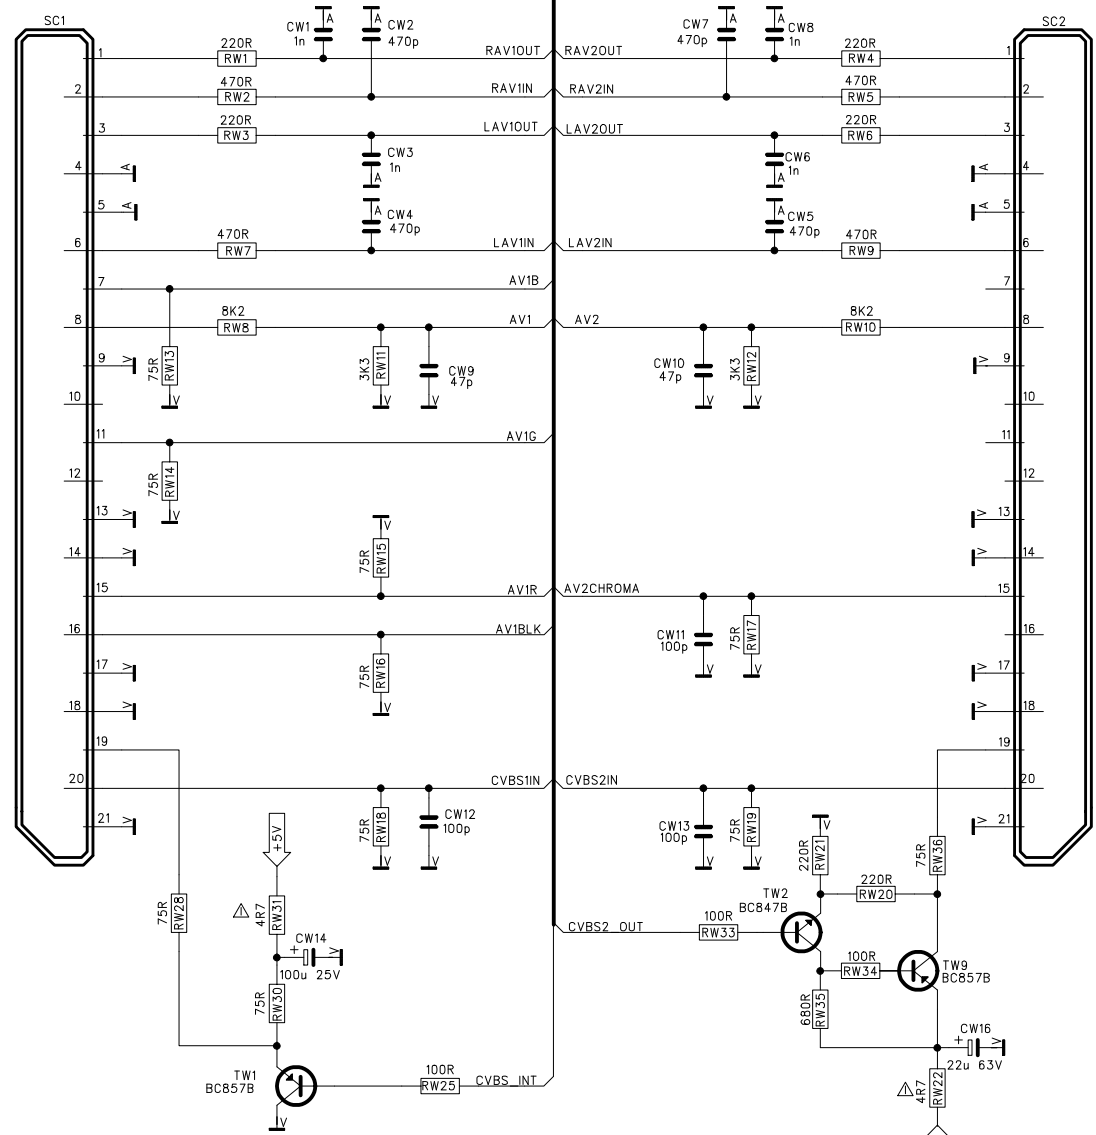 SC1
A CW1 1n
A CW2 470p
CW7 470p A
A CW8 1n
SC2
1 220R RW1 RAV1OUT RAV2OUT 220R RW4 1
2 470R RW2 RAV1IN RAV2IN 470R RW5 2
3 220R RW3 LAV1OUT LAV2OUT 220R RW6 3
CW3 1n A
CW6 1n A
4 A A 4
5 A A 5
A CW4 470p
A CW5 470p
6 470R RW7 LAV1IN LAV2IN 470R RW9 6
7 AV1B 7
8 8K2 RW8 AV1 AV2 8K2 RW10 8
9 V 75R RW13 V 3K3 RW11 V CW9 47p V
CW10 47p V 3K3 RW12 V V 9
10 10
11 AV1G 11
12 75R RW14 V 12
13 V V 13
14 V V 75R RW15 V 14
15 AV1R AV2CHROMA 15
16 AV1BLK 16
CW11 100p V 75R RW17 V
17 V 75R RW16 V V 17
18 V V 18
19 19
20 CVBS1IN CVBS2IN 20
21 V 75R RW18 V CW12 100p V
CW13 100p V 75R RW19 V V 21
+5V
V 220R RW21
75R RW36
75R RW28
4R7 RW31
220R RW20
TW2 BC847B
CVBS2_OUT 100R RW33
CW14 + 100u 25V V
75R RW30
100R RW34
TW9 BC857B
680R RW35
CW16 + 22u 63V V
TW1 BC857B V
100R RW25 CVBS_INT
4R7 RW22